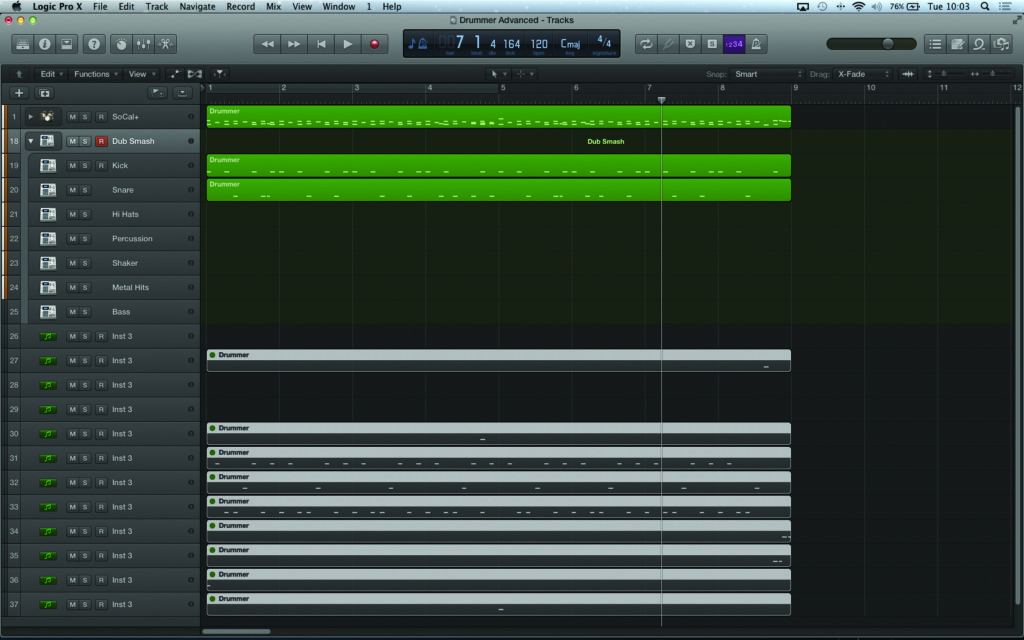 Logic Pro X File Edit Track Navigate Record Mix View Window 1 Help 76% Tue 10:03
Drummer Advanced - Tracks
7 1 4 164 120 Cmaj 4/4
bar beat div tick bpm key signature
1234
Edit Functions View Snap: Smart Drag: X-Fade
1 2 3 4 5 6 7 8 9 10 11 12
1 M S R SoCal+ Drummer
18 M S R Dub Smash Dub Smash
19 M S R Kick Drummer
20 M S Snare Drummer
21 M S Hi Hats
22 M S Percussion
23 M S Shaker
24 M S Metal Hits
25 M S Bass
26 M S R Inst 3
27 M S R Inst 3 Drummer
28 M S R Inst 3
29 M S R Inst 3
30 M S R Inst 3 Drummer
31 M S R Inst 3 Drummer
32 M S R Inst 3 Drummer
33 M S R Inst 3 Drummer
34 M S R Inst 3 Drummer
35 M S R Inst 3 Drummer
36 M S R Inst 3 Drummer
37 M S R Inst 3 Drummer